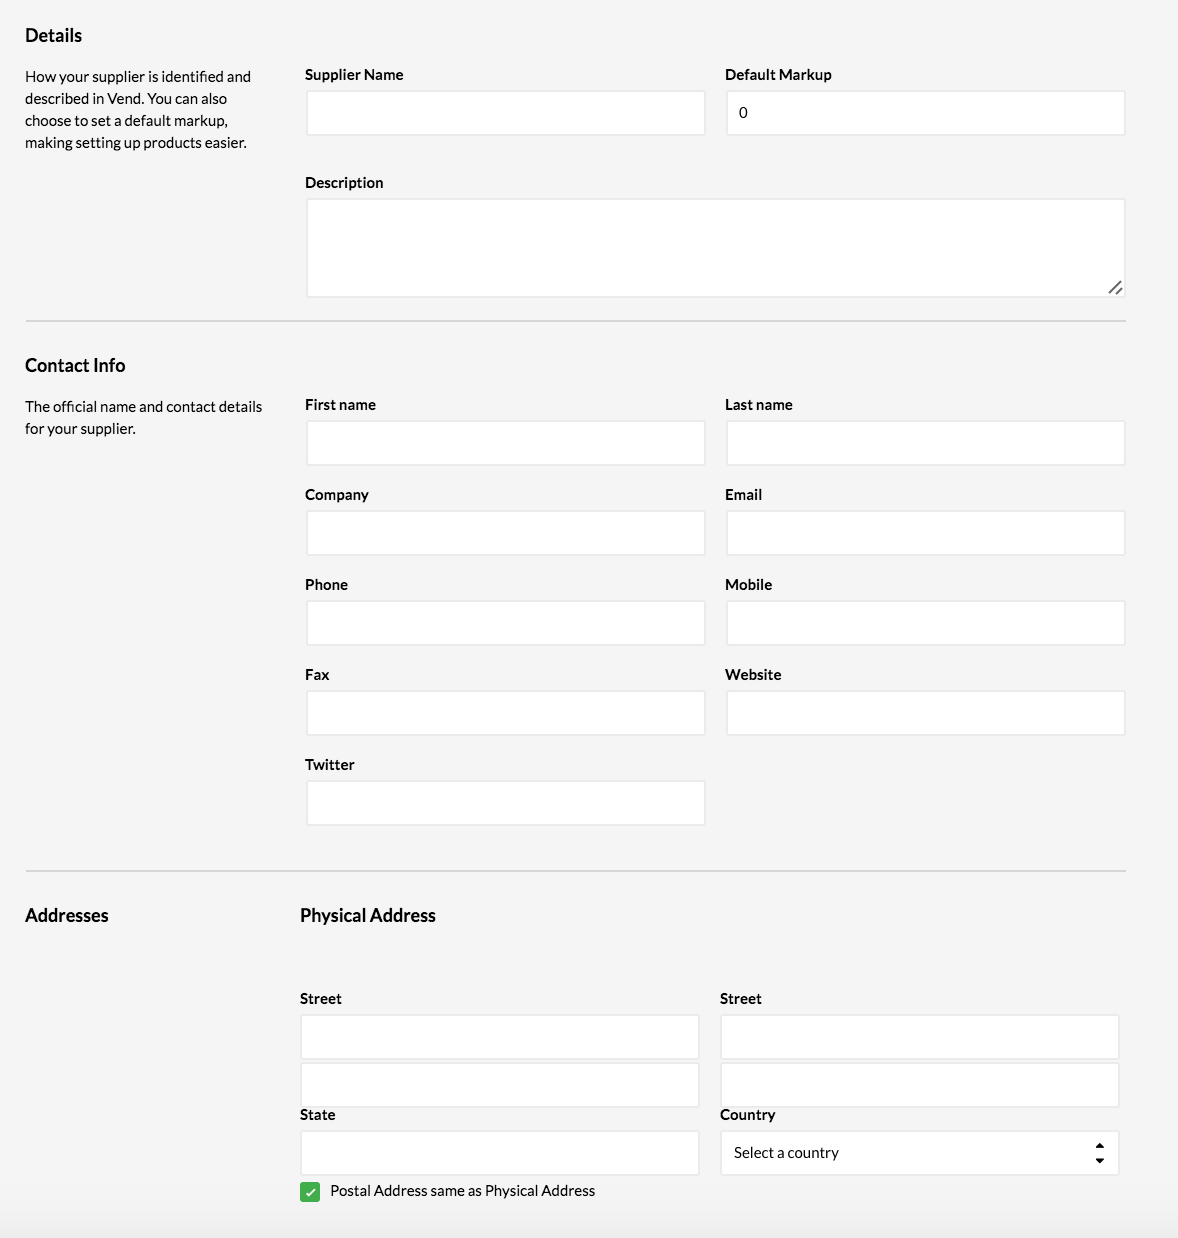 Details
How your supplier is identified and
described in Vend. You can also
choose to set a default markup,
making setting up products easier.
Supplier Name
Default Markup
0
Description
Contact Info
The official name and contact details
for your supplier.
First name
Last name
Company
Email
Phone
Mobile
Fax
Website
Twitter
Addresses
Physical Address
Street
Street
State
Country
Select a country
Postal Address same as Physical Address